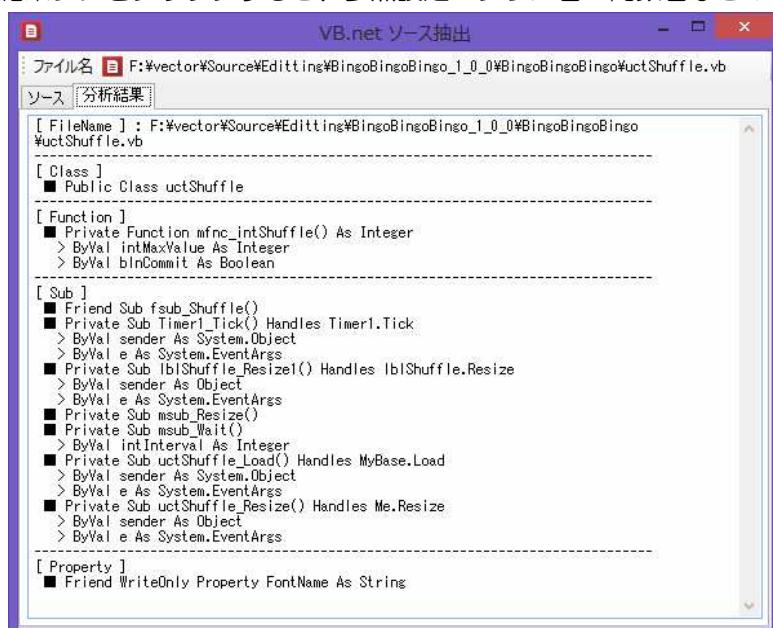 VB.net ソース抽出
ファイル名 F:¥vector¥Source¥Editting¥BingoBingoBingo_1_0_0¥BingoBingoBingo¥uctShuffle.vb
ソース 分析結果
[ FileName ] : F:¥vector¥Source¥Editting¥BingoBingoBingo_1_0_0¥BingoBingoBingo
¥uctShuffle.vb
--------------------------------------------------------------------------------
[ Class ]
■ Public Class uctShuffle
--------------------------------------------------------------------------------
[ Function ]
■ Private Function mfnc_intShuffle() As Integer
> ByVal intMaxValue As Integer
> ByVal blnCommit As Boolean
--------------------------------------------------------------------------------
[ Sub ]
■ Friend Sub fsub_Shuffle()
■ Private Sub Timer1_Tick() Handles Timer1.Tick
> ByVal sender As System.Object
> ByVal e As System.EventArgs
■ Private Sub lblShuffle_Resize1() Handles lblShuffle.Resize
> ByVal sender As Object
> ByVal e As System.EventArgs
■ Private Sub msub_Resize()
■ Private Sub msub_Wait()
> ByVal intInterval As Integer
■ Private Sub uctShuffle_Load() Handles MyBase.Load
> ByVal sender As System.Object
> ByVal e As System.EventArgs
■ Private Sub uctShuffle_Resize() Handles Me.Resize
> ByVal sender As Object
> ByVal e As System.EventArgs
--------------------------------------------------------------------------------
[ Property ]
■ Friend WriteOnly Property FontName As String